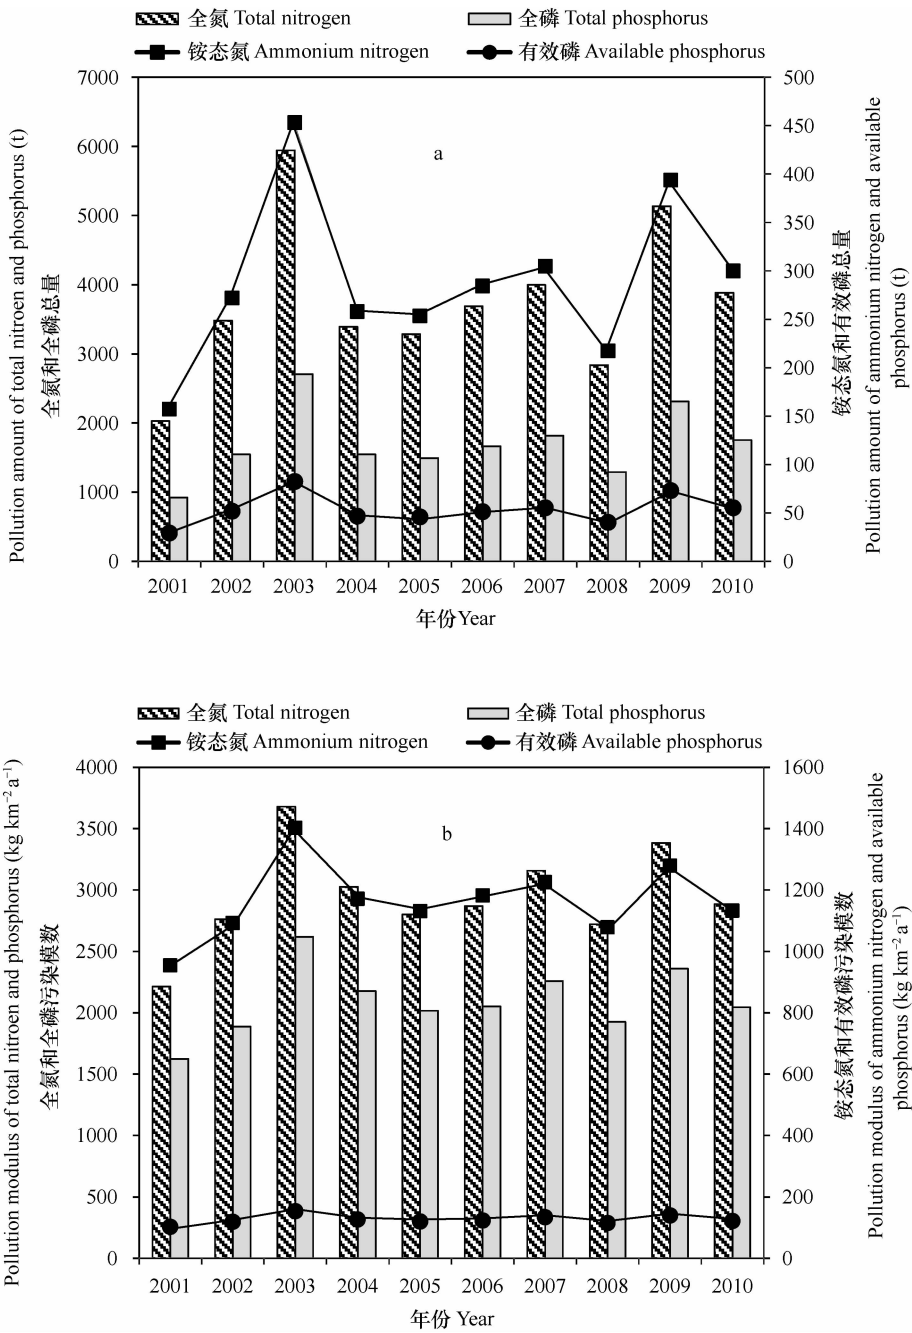 全氮 Total nitrogen
全磷 Total phosphorus
铵态氮 Ammonium nitrogen
有效磷 Available phosphorus
Pollution amount of total nitroen and phosphorus (t)
全氮和全磷总量
7000
6000
5000
4000
3000
2000
1000
0
a
500
450
400
350
300
250
200
150
100
50
0
铵态氮和有效磷总量
Pollution amount of ammonium nitrogen and available
phosphorus (t)
2001 2002 2003 2004 2005 2006 2007 2008 2009 2010
年份Year
全氮 Total nitrogen
全磷 Total phosphorus
铵态氮 Ammonium nitrogen
有效磷 Available phosphorus
Pollution modulus of total nitroen and phosphorus (kg km⁻² a⁻¹)
全氮和全磷污染模数
4000
3500
3000
2500
2000
1500
1000
500
0
b
1600
1400
1200
1000
800
600
400
200
0
铵态氮和有效磷污染模数
Pollution modulus of ammonium nitrogen and available
phosphorus (kg km⁻² a⁻¹)
2001 2002 2003 2004 2005 2006 2007 2008 2009 2010
年份 Year